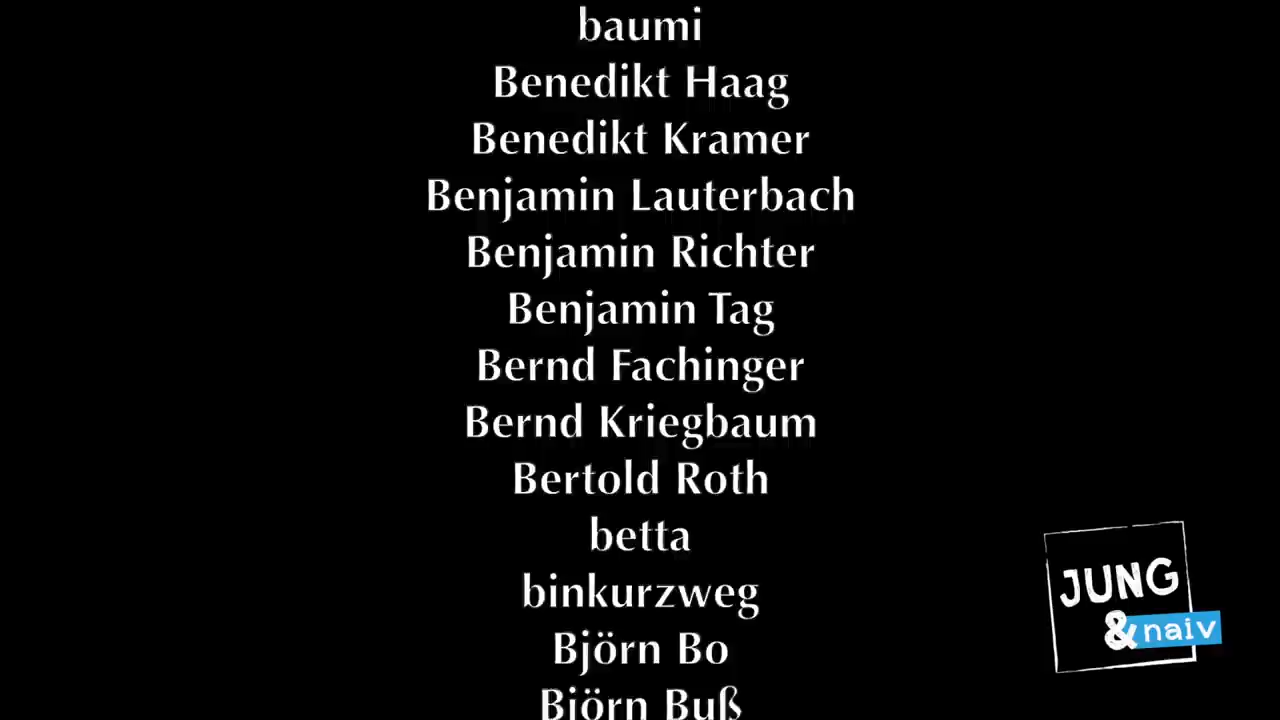 baumi
Benedikt Haag
Benedikt Kramer
Benjamin Lauterbach
Benjamin Richter
Benjamin Tag
Bernd Fachinger
Bernd Kriegbaum
Bertold Roth
betta
binkurzweg
Björn Bo
Björn Buß
JUNG
& naiv